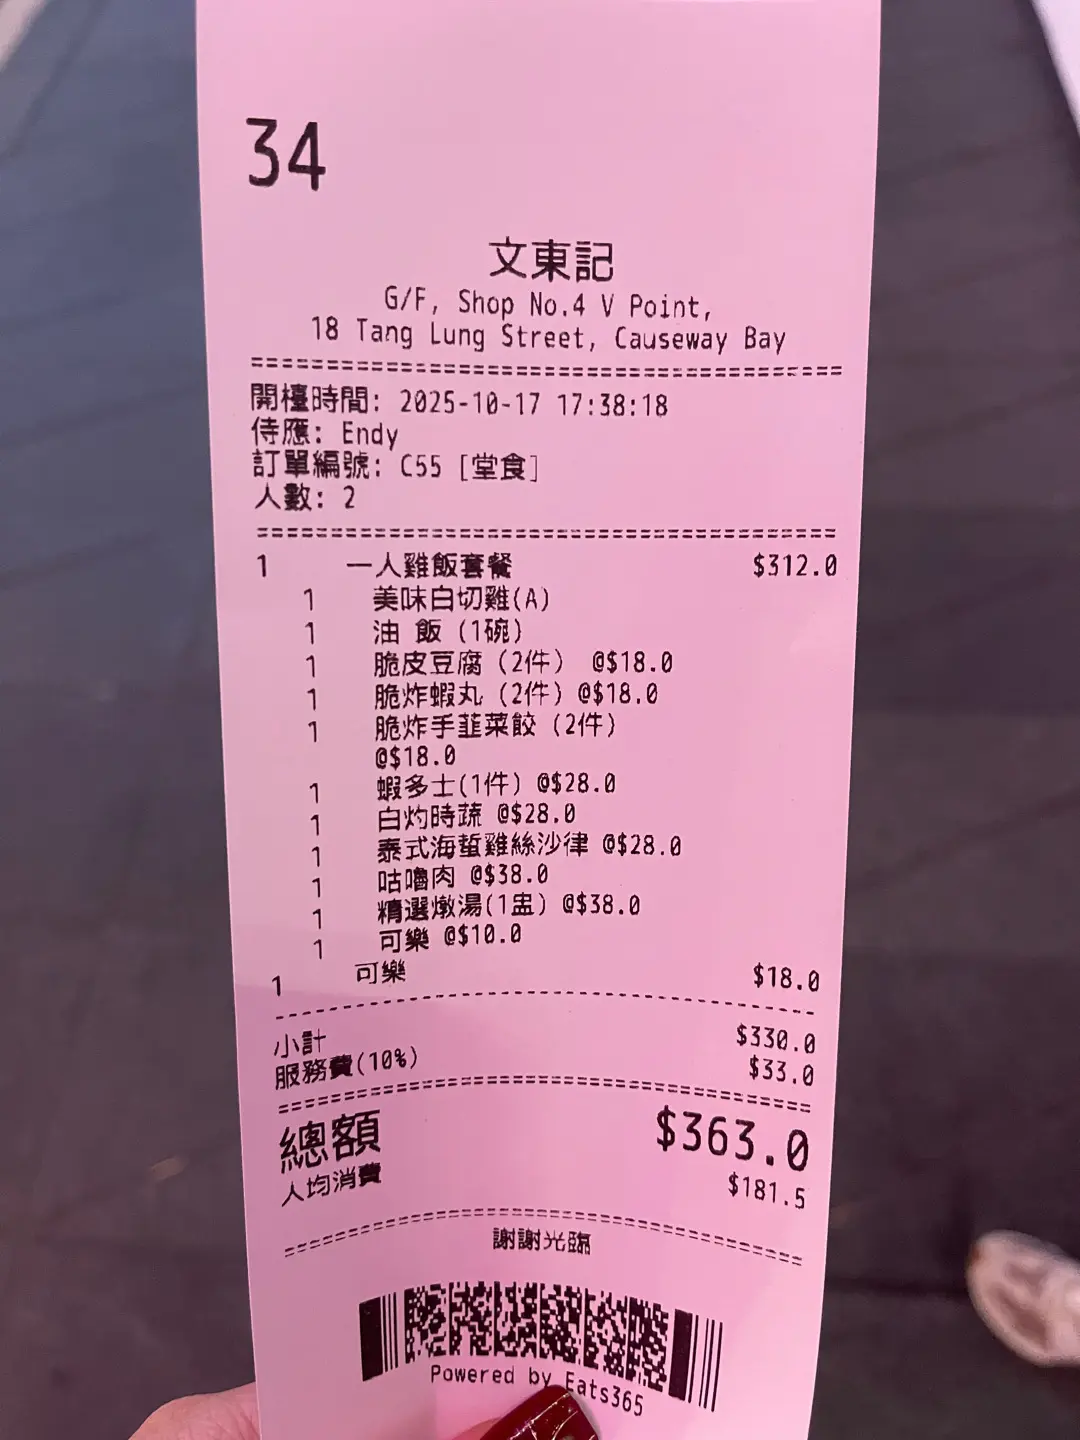 34
文東記
G/F, Shop No.4 V Point,
18 Tang Lung Street, Causeway Bay
開檯時間: 2025-10-17 17:38:18
侍應: Endy
訂單編號: C55 [堂食]
人數: 2
1 一人雞飯套餐 $312.0
1 美味白切雞(A)
1 油 飯 (1碗)
1 脆皮豆腐 (2件) @$18.0
1 脆炸蝦丸 (2件) @$18.0
1 脆炸手韮菜餃 (2件)
@$18.0
1 蝦多士(1件) @$28.0
1 白灼時蔬 @$28.0
1 泰式海蜇雞絲沙律 @$28.0
1 咕嚕肉 @$38.0
1 精選燉湯(1盅) @$38.0
1 可樂 @$10.0
1 可樂 $18.0
小計 $330.0
服務費(10%) $33.0
總額 $363.0
人均消費 $181.5
謝謝光臨
Powered by Eats365